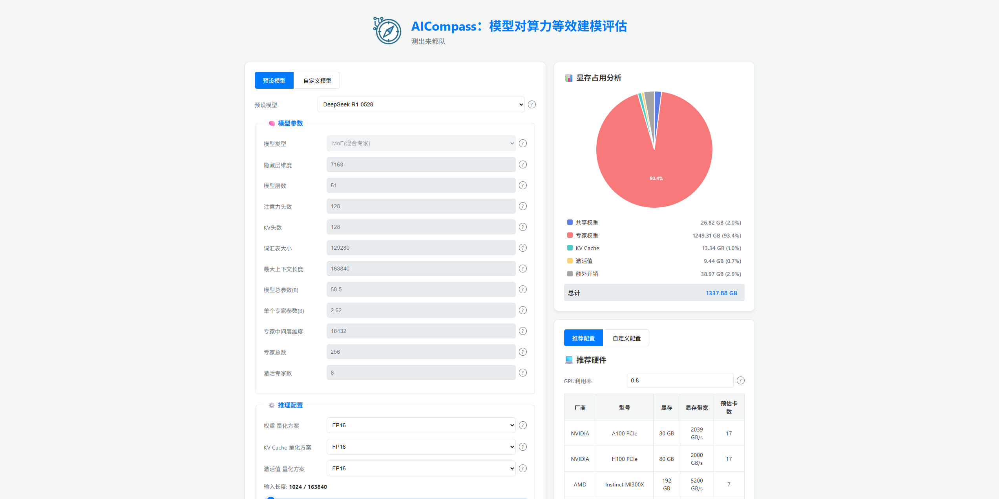 AICompass：模型对算力等效建模评估
测出来都队
预设模型
自定义模型
预设模型
DeepSeek-R1-0528
?
模型参数
模型类型
MoE(混合专家)
?
隐藏层维度
7168
?
模型层数
61
?
注意力头数
128
?
KV头数
128
?
词汇表大小
129280
?
最大上下文长度
163840
?
模型总参数(B)
68.5
?
单个专家参数(B)
2.62
?
专家中间层维度
18432
?
专家总数
256
?
激活专家数
8
?
推理配置
权重 量化方案
FP16
?
KV Cache 量化方案
FP16
?
激活值 量化方案
FP16
?
输入长度: 1024 / 163840
显存占用分析
93.4%
共享权重
26.82 GB (2.0%)
专家权重
1249.31 GB (93.4%)
KV Cache
13.34 GB (1.0%)
激活值
9.44 GB (0.7%)
额外开销
38.97 GB (2.9%)
总计
1337.88 GB
推荐配置
自定义配置
推荐硬件
GPU利用率
0.8
?
厂商
型号
显存
显存带宽
预估卡
数
NVIDIA
A100 PCIe
80 GB
2039
GB/s
17
NVIDIA
H100 PCIe
80 GB
2000
GB/s
17
AMD
Instinct MI300X
192
GB
5200
GB/s
7